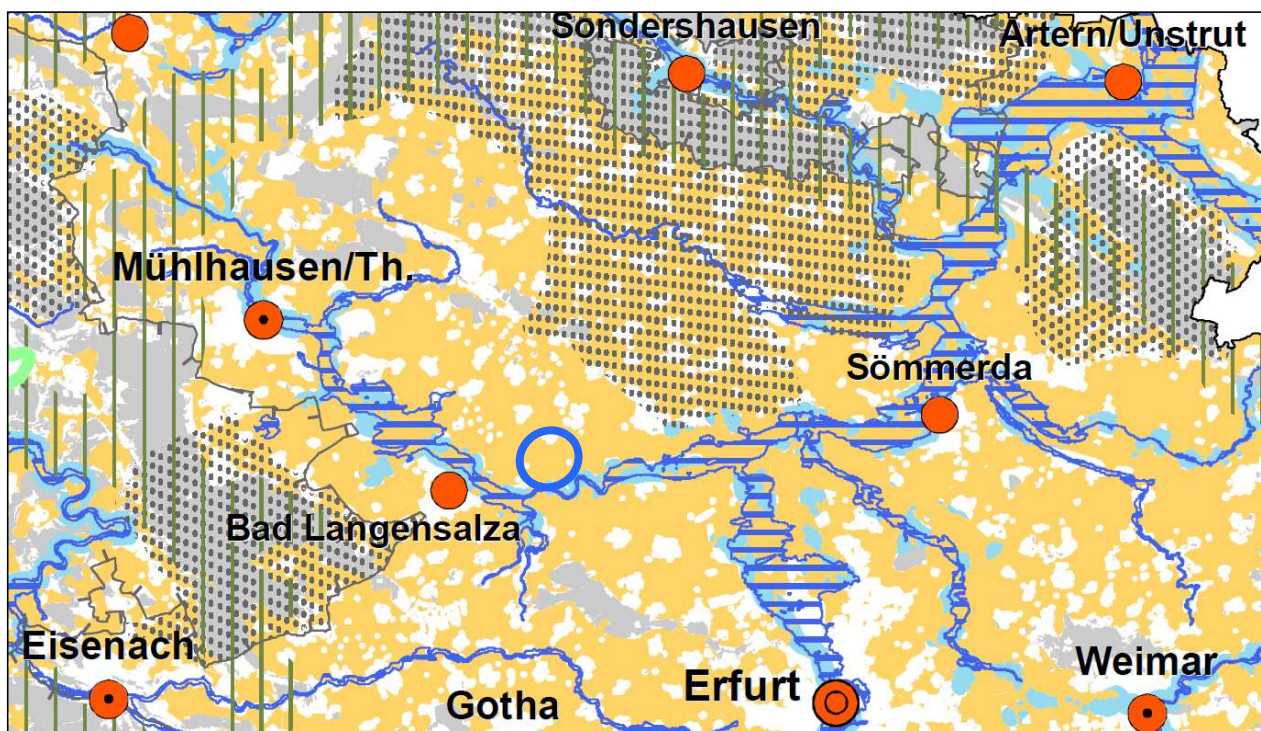 Sondershausen
Artern/Unstrut
Mühlhausen/Th.
Sömmerda
Bad Langensalza
Eisenach
Weimar
Erfurt
Gotha